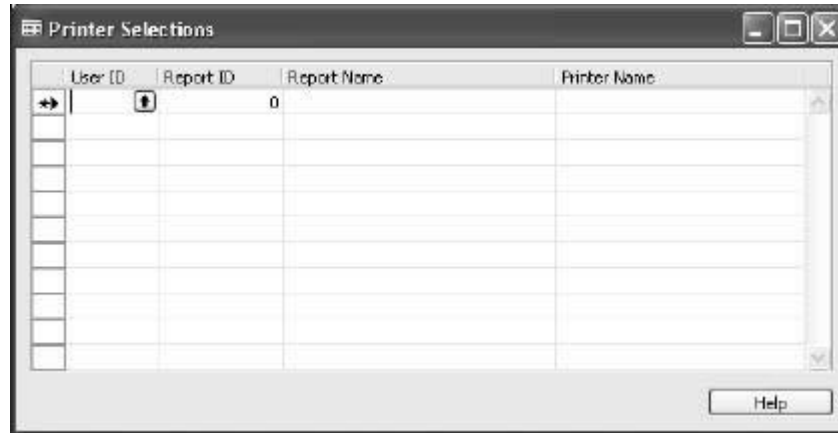 Printer Selections
User ID Report ID Report Name Printer Name
0
Help